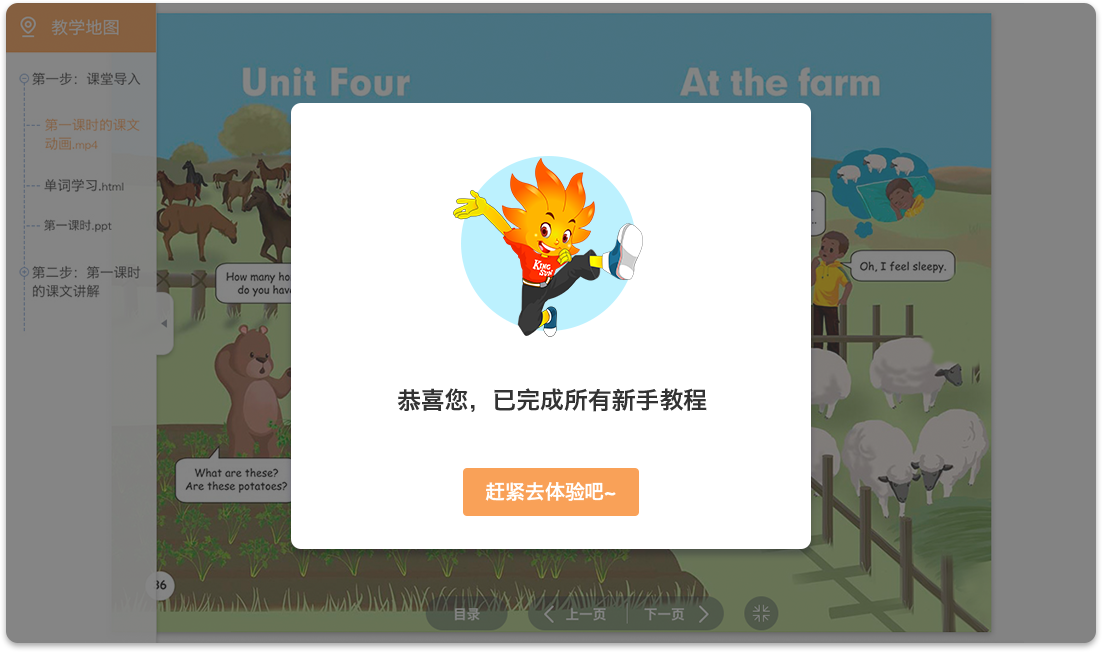 教学地图
第一步：课堂导入
第一课时的课文
动画.mp4
单词学习.html
第一课时.ppt
第二步：第一课时
的课文讲解
Unit Four
At the farm
How many ho
do you have
Oh, I feel sleepy.
What are these?
Are these potatoes?
KING
SUN
恭喜您，已完成所有新手教程
赶紧去体验吧~
36
目录
上一页
下一页